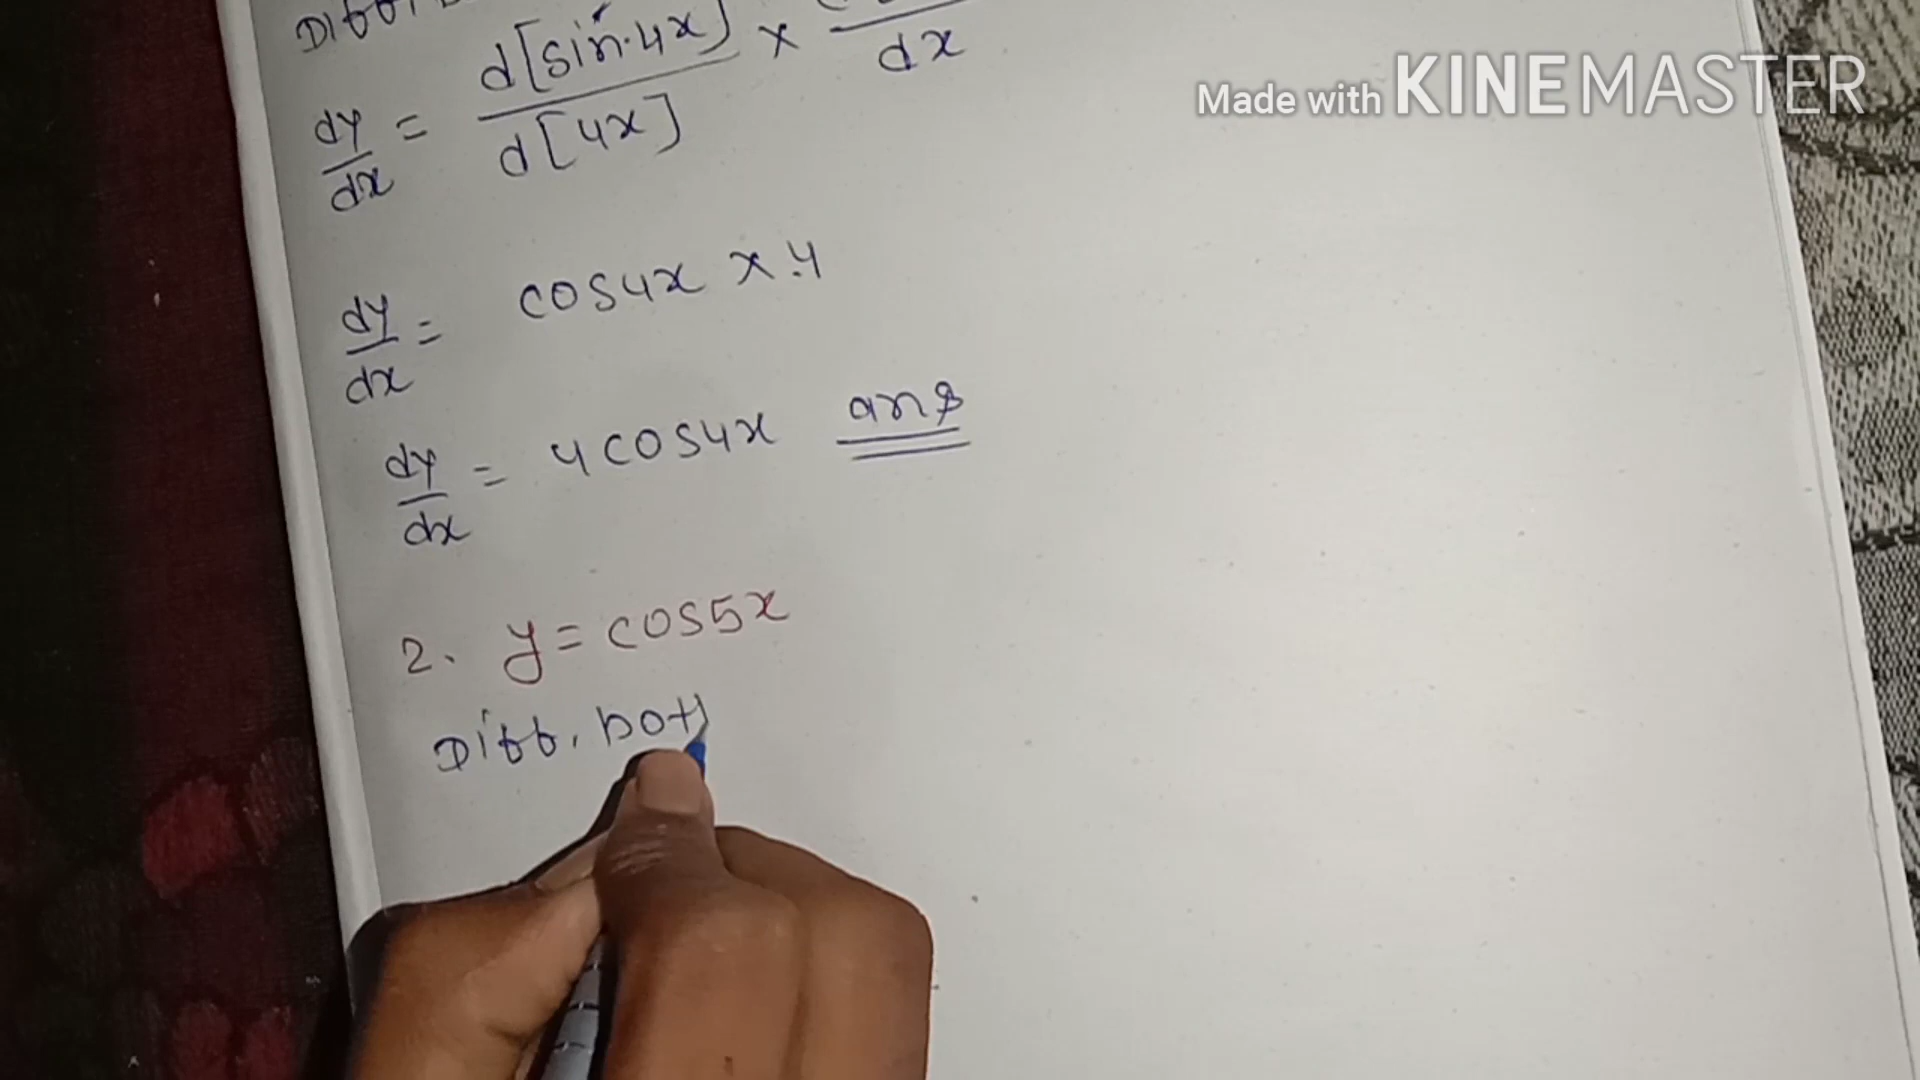 d[sin.4x] ×
dy/dx = d[4x] dx
Made with KINEMASTER
dy/dx = cos4x × .4
dy/dx = 4cos4x ans
2. y = cos5x
Diff. both